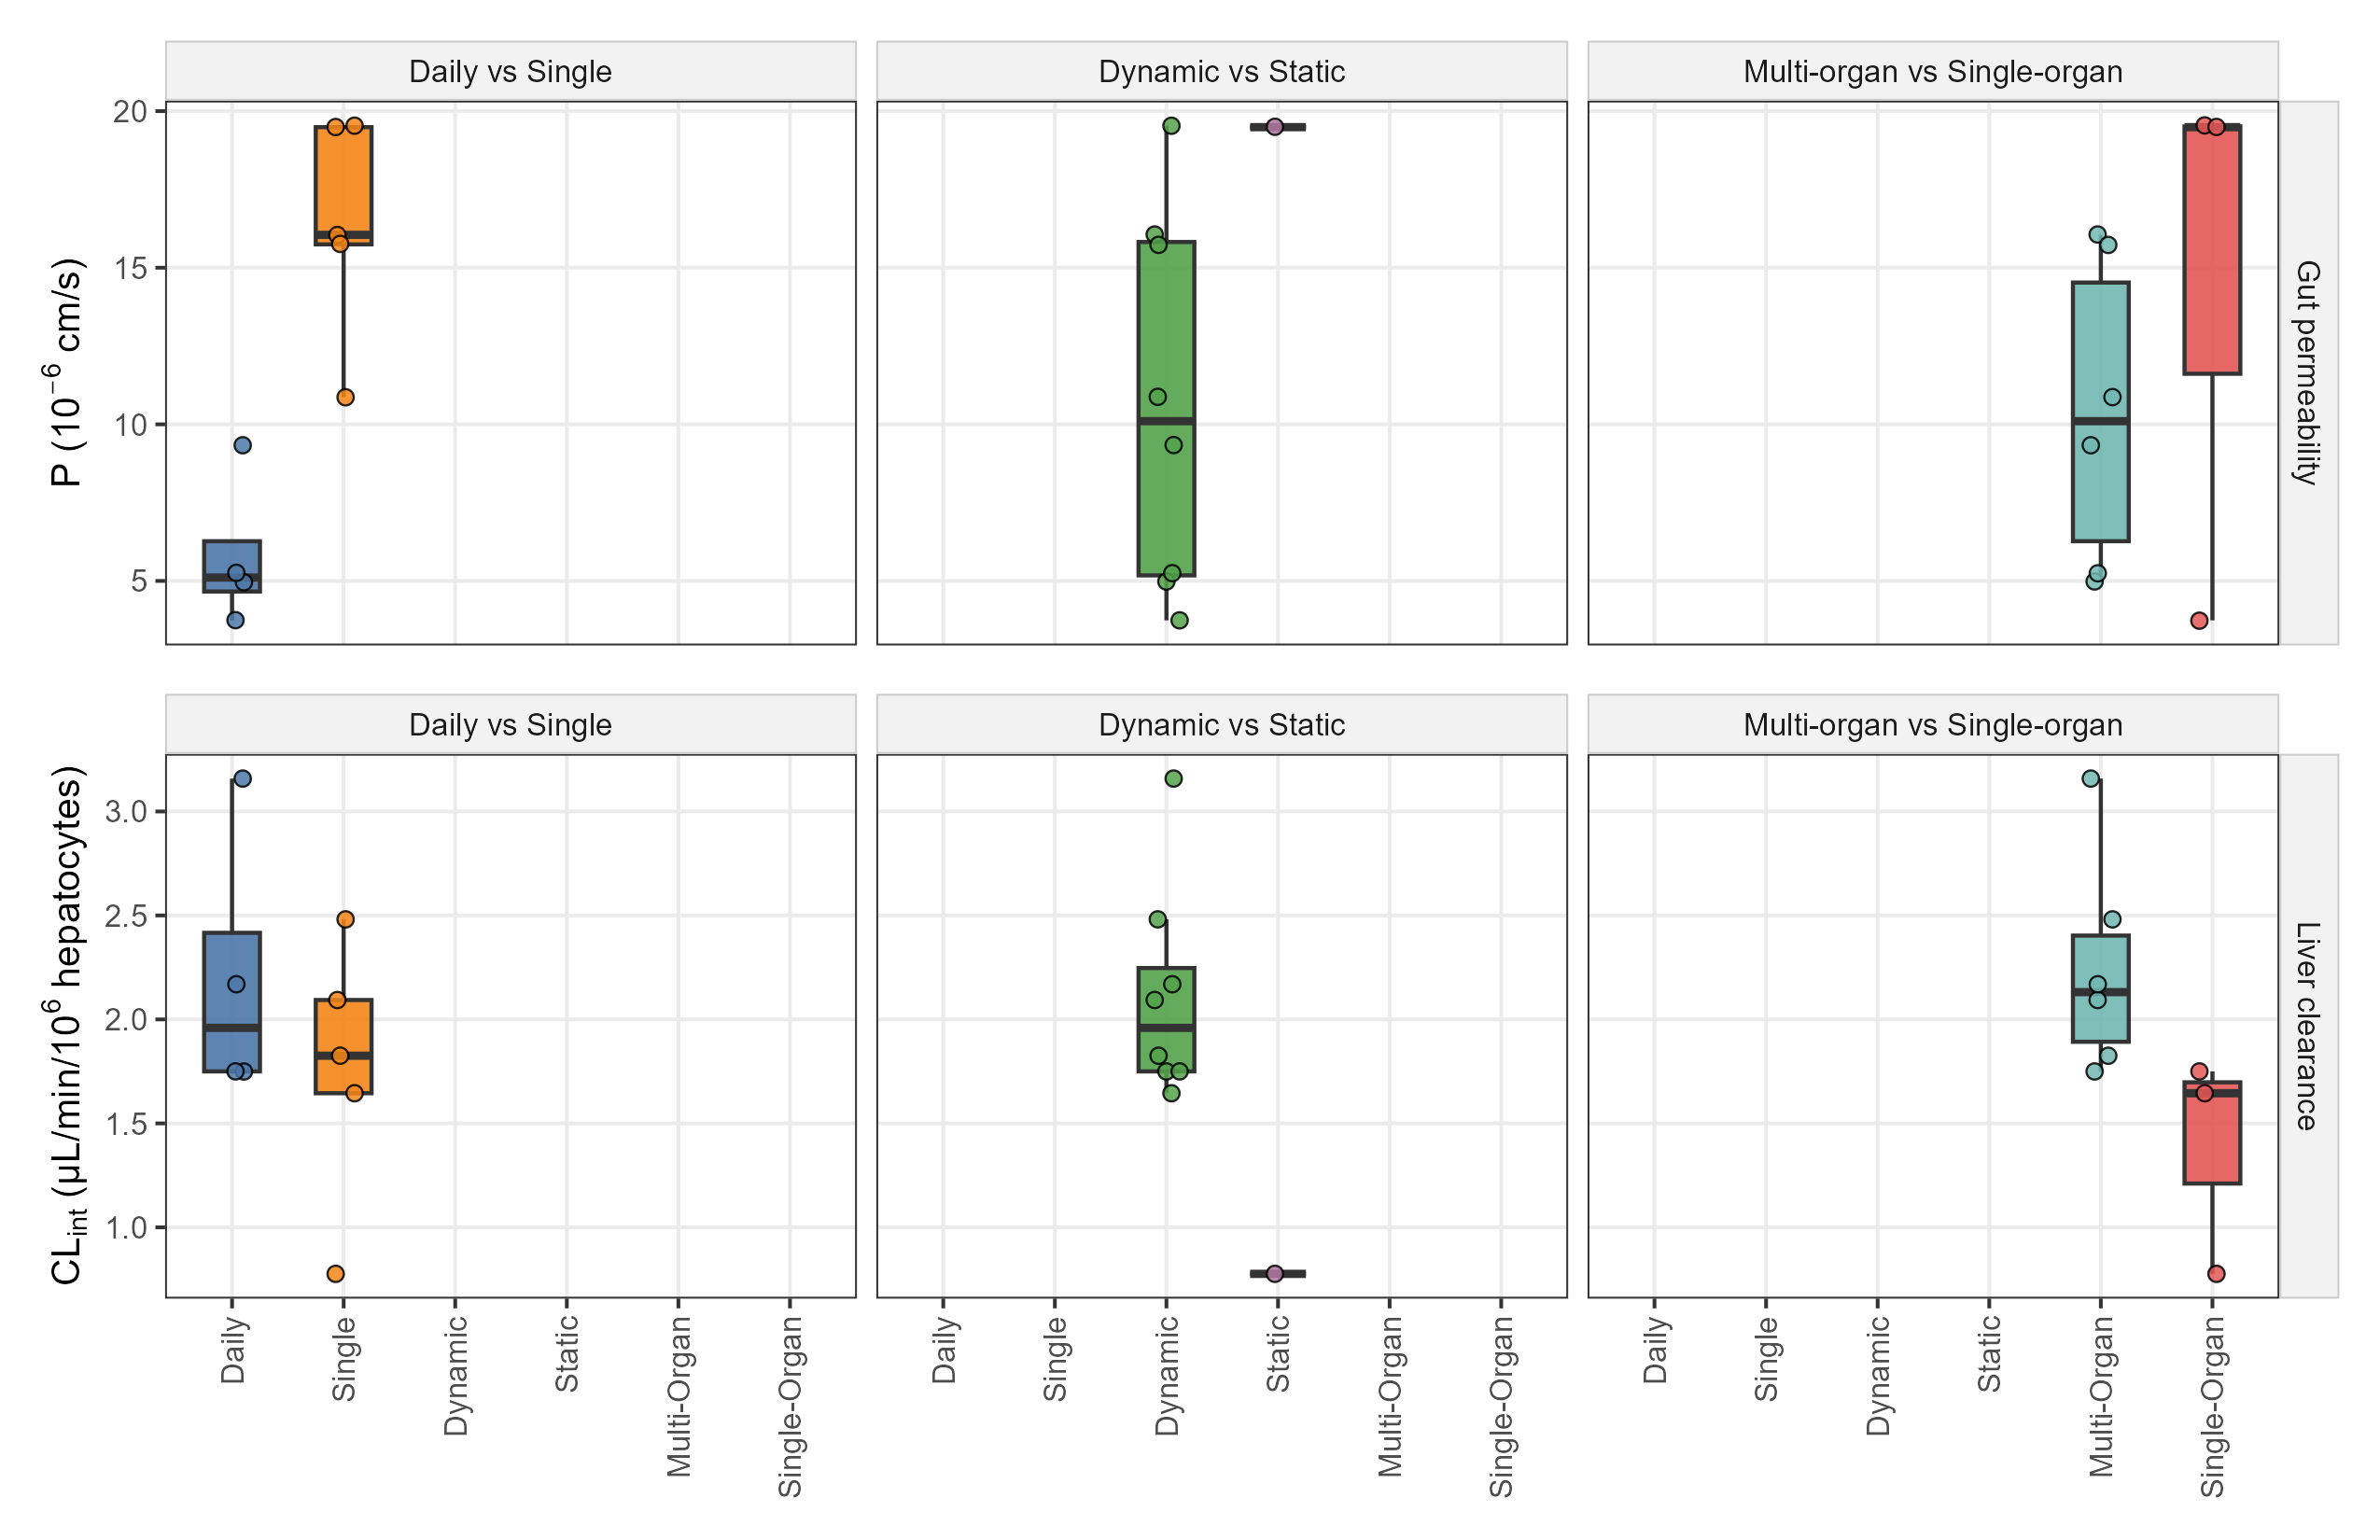 Daily vs Single
Dynamic vs Static
Multi-organ vs Single-organ
P (10⁻⁶ cm/s)
20
15
10
5
Gut permeability
Daily vs Single
Dynamic vs Static
Multi-organ vs Single-organ
CLint (µL/min/10⁶ hepatocytes)
3.0
2.5
2.0
1.5
1.0
Liver clearance
Daily
Single
Dynamic
Static
Multi-Organ
Single-Organ
Daily
Single
Dynamic
Static
Multi-Organ
Single-Organ
Daily
Single
Dynamic
Static
Multi-Organ
Single-Organ